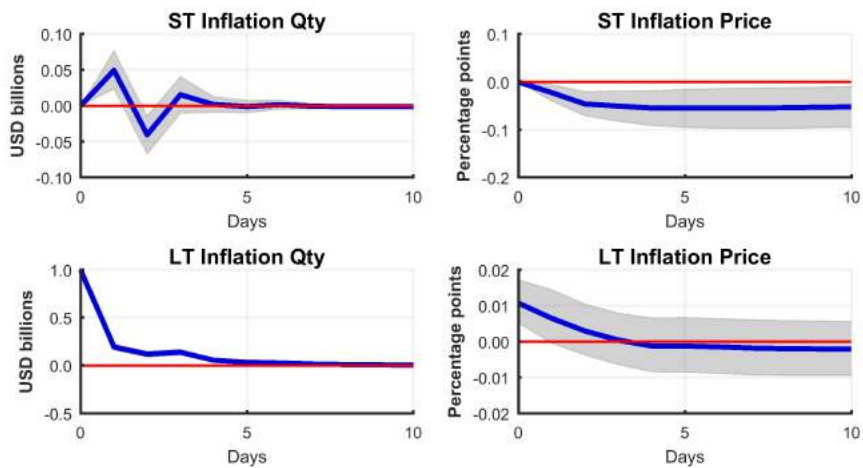 ST Inflation Qty
USD billions
0.10
0.05
0.00
-0.05
-0.10
0 5 10
Days
ST Inflation Price
Percentage points
0.0
-0.1
-0.2
0 5 10
Days
LT Inflation Qty
USD billions
1.0
0.5
0.0
-0.5
0 5 10
Days
LT Inflation Price
Percentage points
0.02
0.01
0.00
-0.01
-0.02
0 5 10
Days